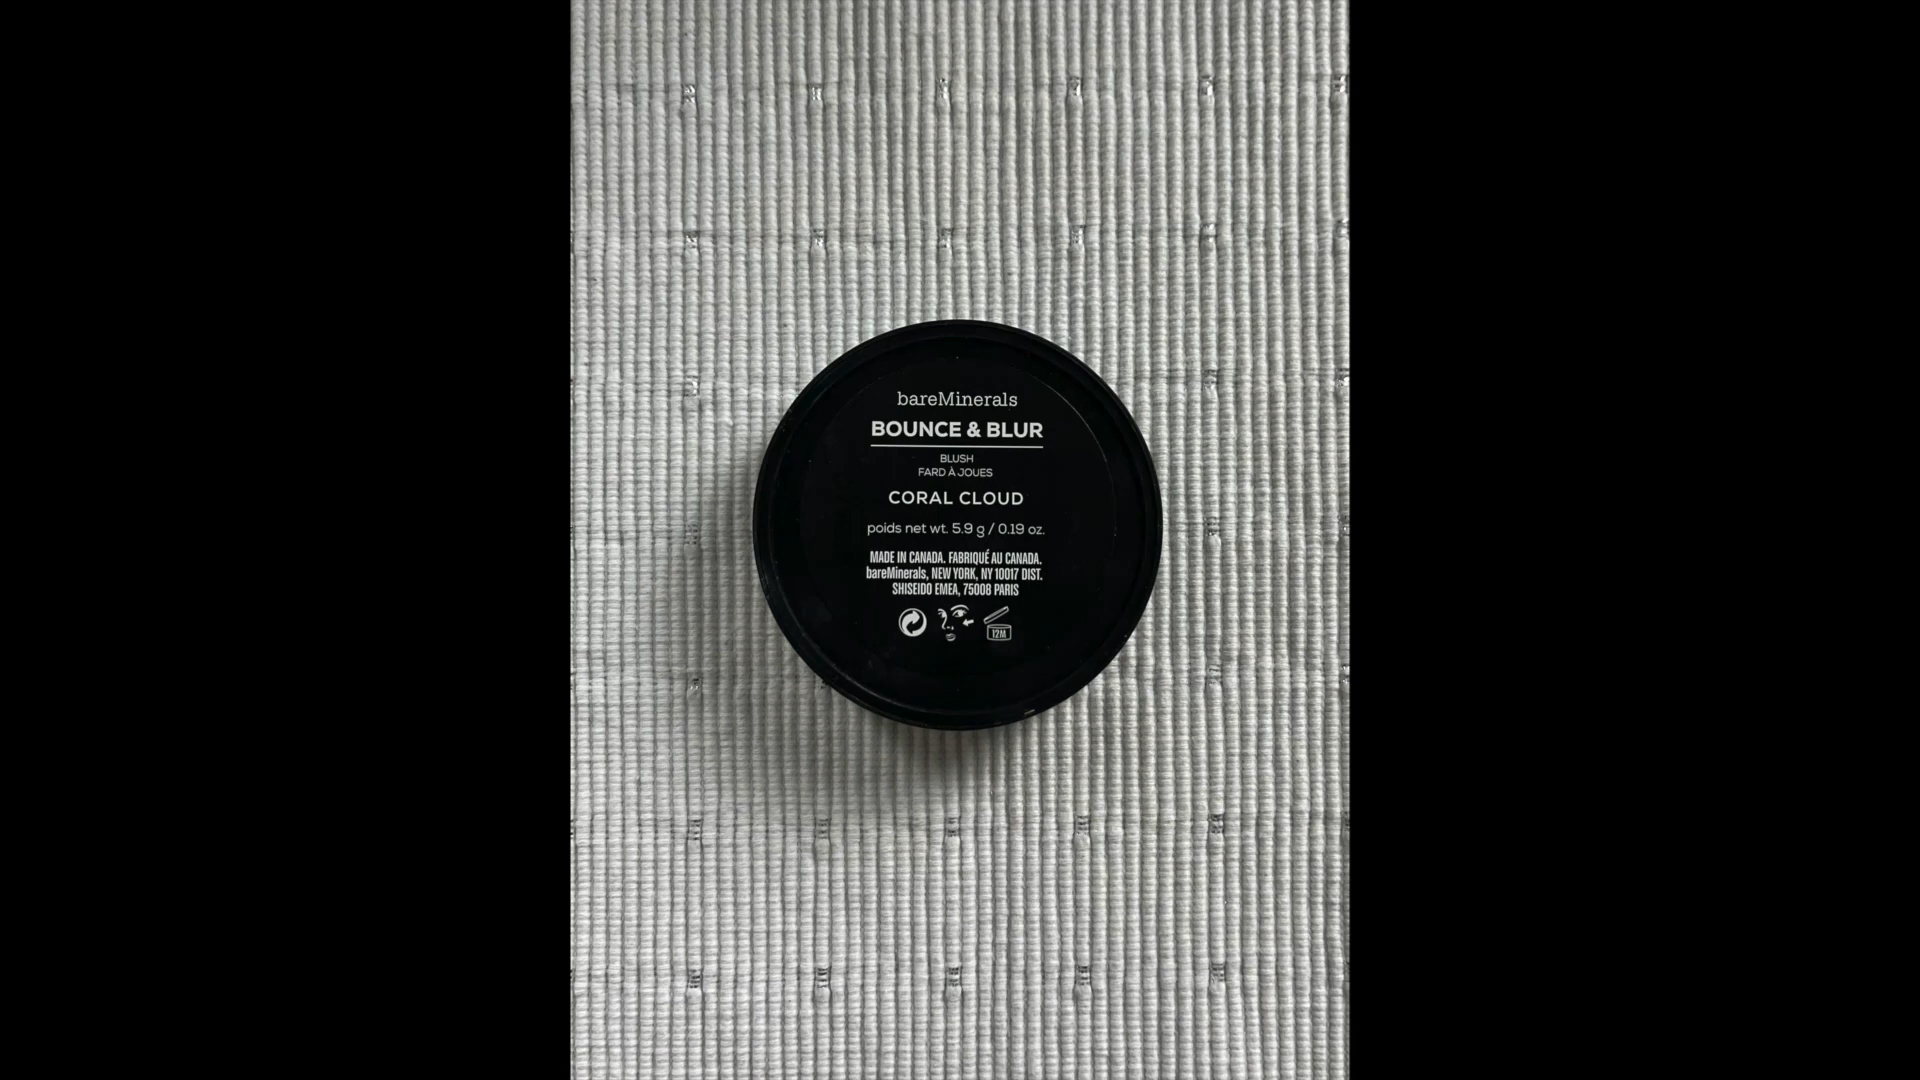 bareMinerals
BOUNCE & BLUR
BLUSH
FARD À JOUES
CORAL CLOUD
poids net wt. 5.9 g / 0.19 oz.
MADE IN CANADA. FABRIQUÉ AU CANADA.
bareMinerals, NEW YORK, NY 10017 DIST.
SHISEIDO EMEA, 75008 PARIS
12M